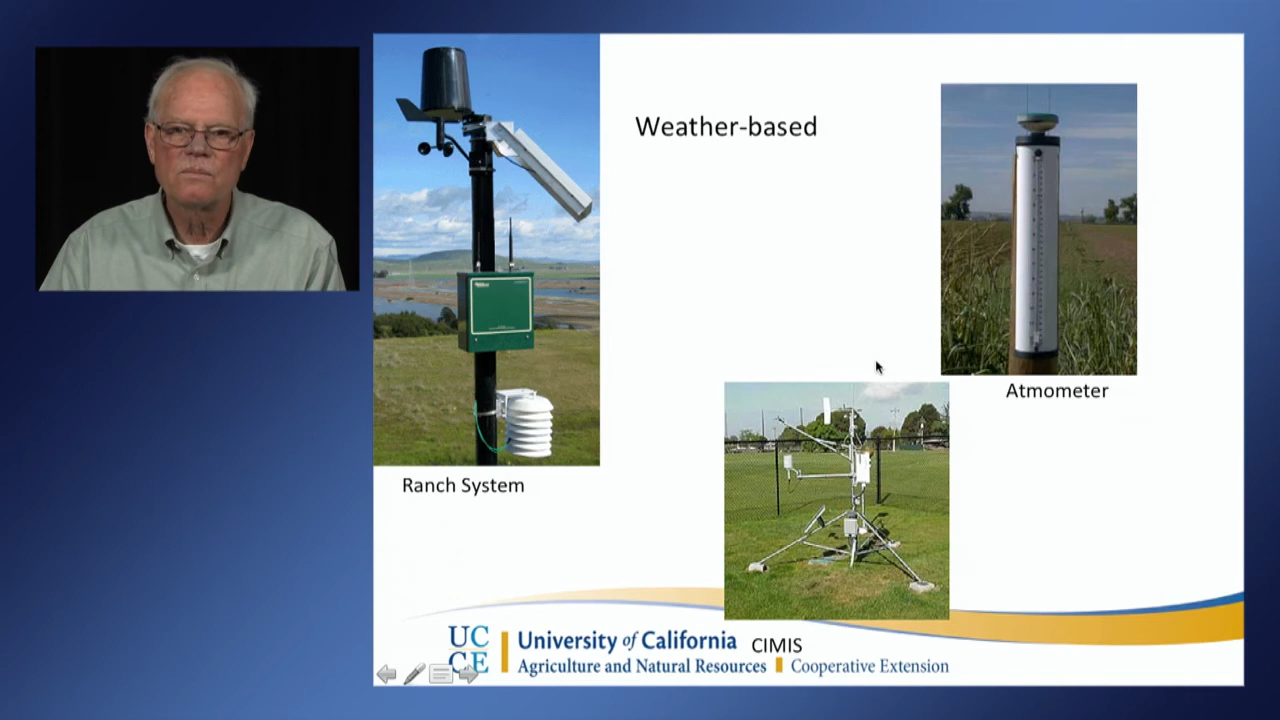 Weather-based
Atmometer
Ranch System
CIMIS
UC
CE
University of California
Agriculture and Natural Resources
Cooperative Extension